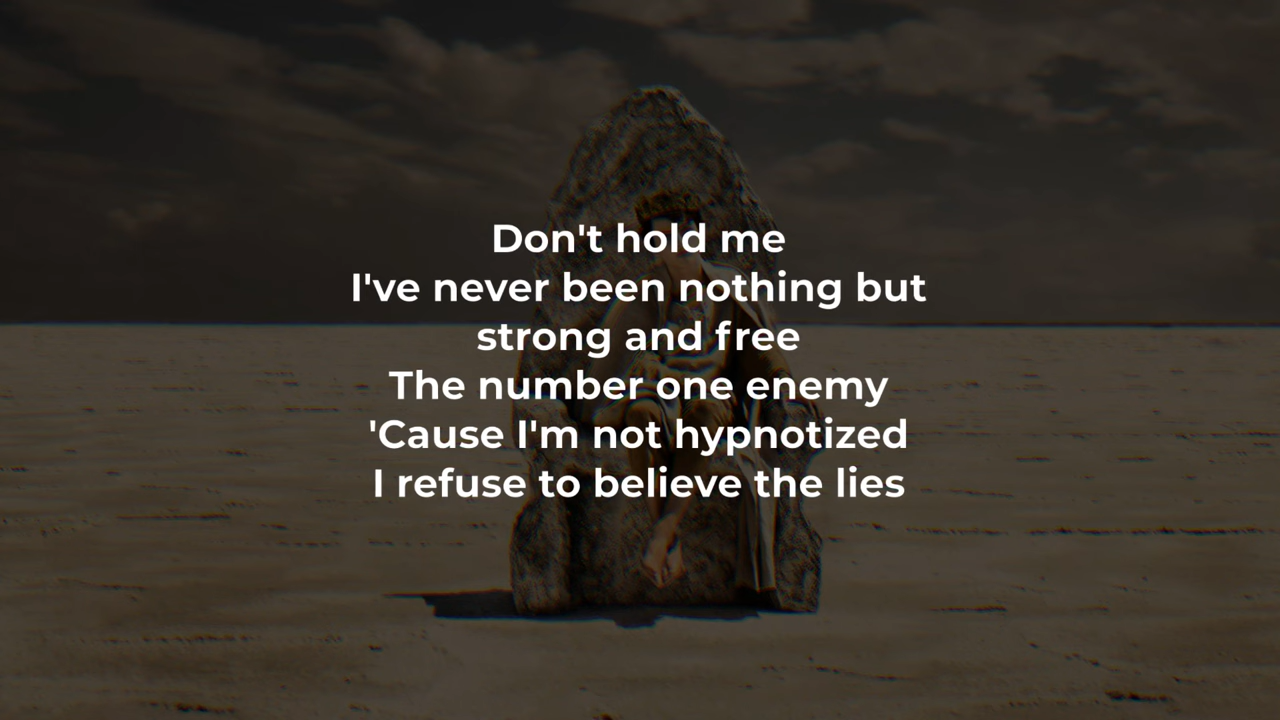 Don't hold me
I've never been nothing but
strong and free
The number one enemy
'Cause I'm not hypnotized
I refuse to believe the lies